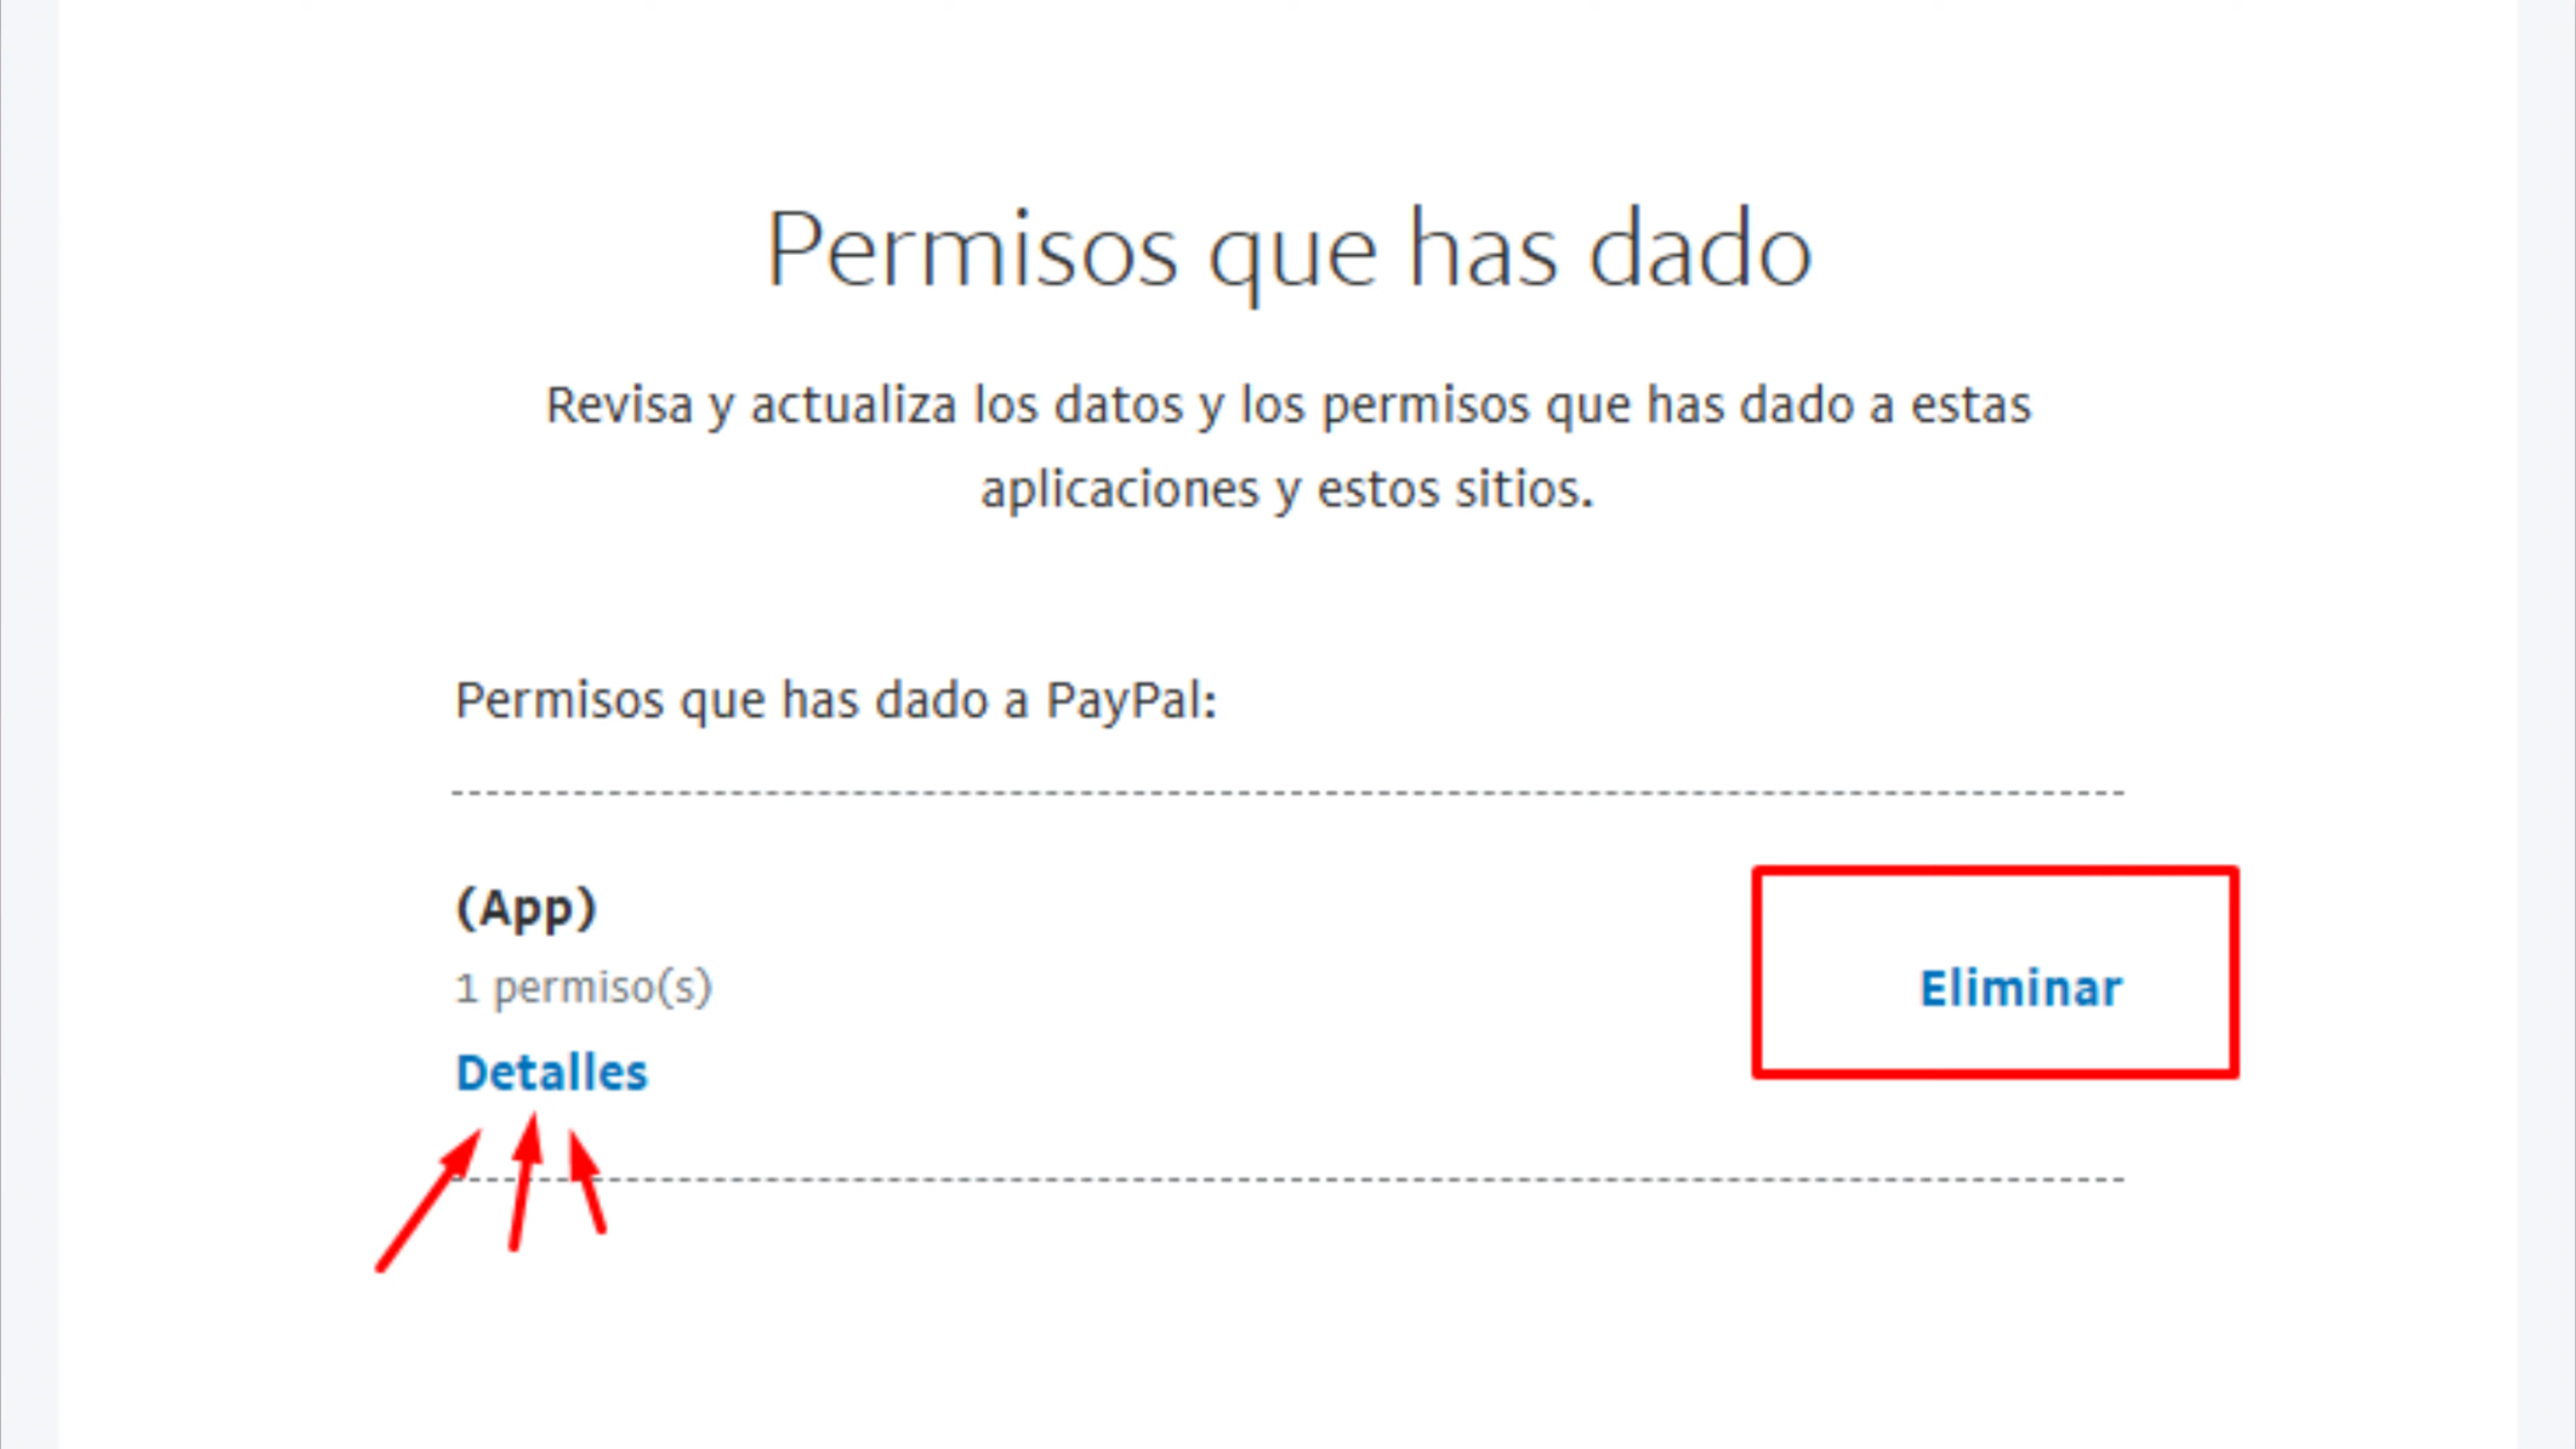 Permisos que has dado
Revisa y actualiza los datos y los permisos que has dado a estas
aplicaciones y estos sitios.
Permisos que has dado a PayPal:
(App)
1 permiso(s)
Eliminar
Detalles